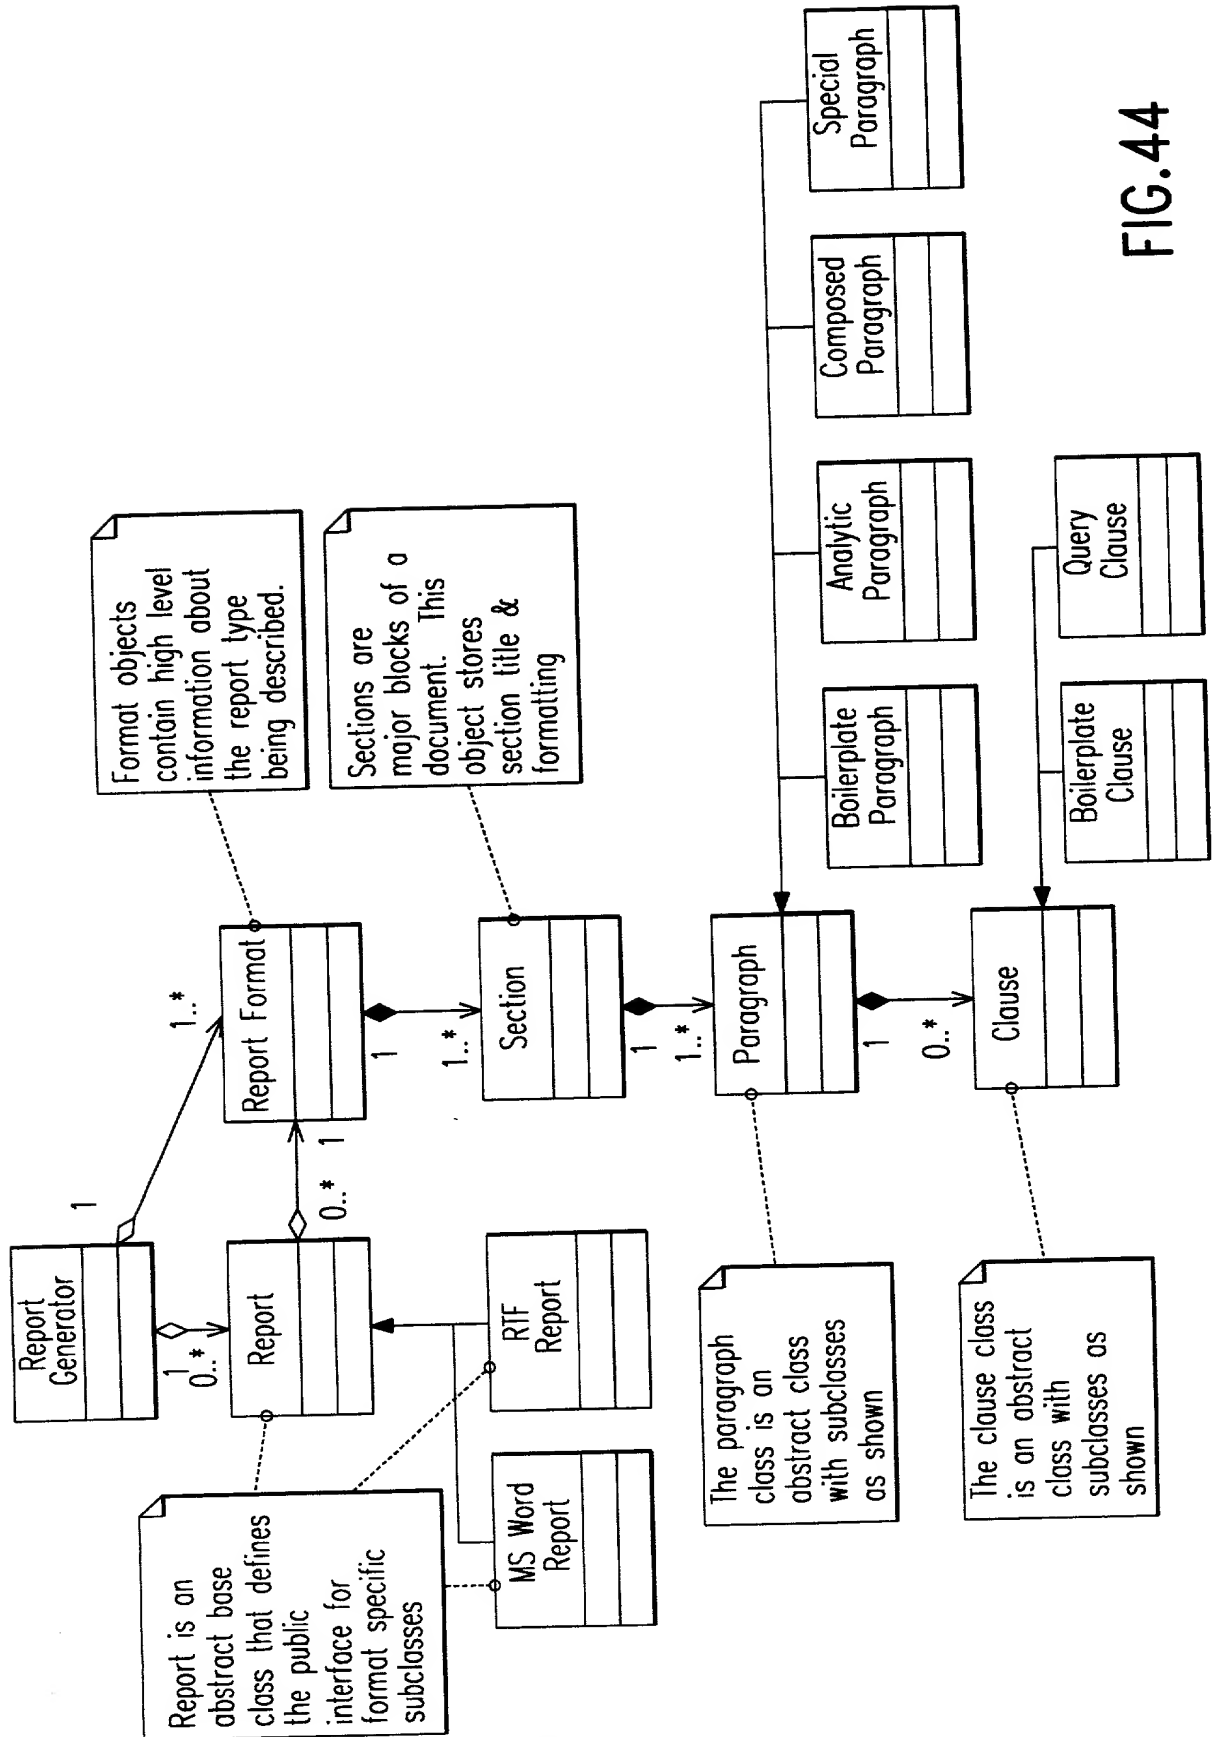 Report
Generator
1
1..*
1
0..*
Report
0..*
1
Report Format
Format objects
contain high level
information about
the report type
being described.
Report is an
abstract base
class that defines
the public
interface for
format specific
subclasses
MS Word
Report
RTF
Report
1
1..*
Section
Sections are
major blocks of a
document. This
object stores
section title &
formatting
1
1..*
Paragraph
The paragraph
class is an
abstract class
with subclasses
as shown
Boilerplate
Paragraph
Analytic
Paragraph
Composed
Paragraph
Special
Paragraph
1
0..*
Clause
The clause class
is an abstract
class with
subclasses as
shown
Boilerplate
Clause
Query
Clause
FIG.44